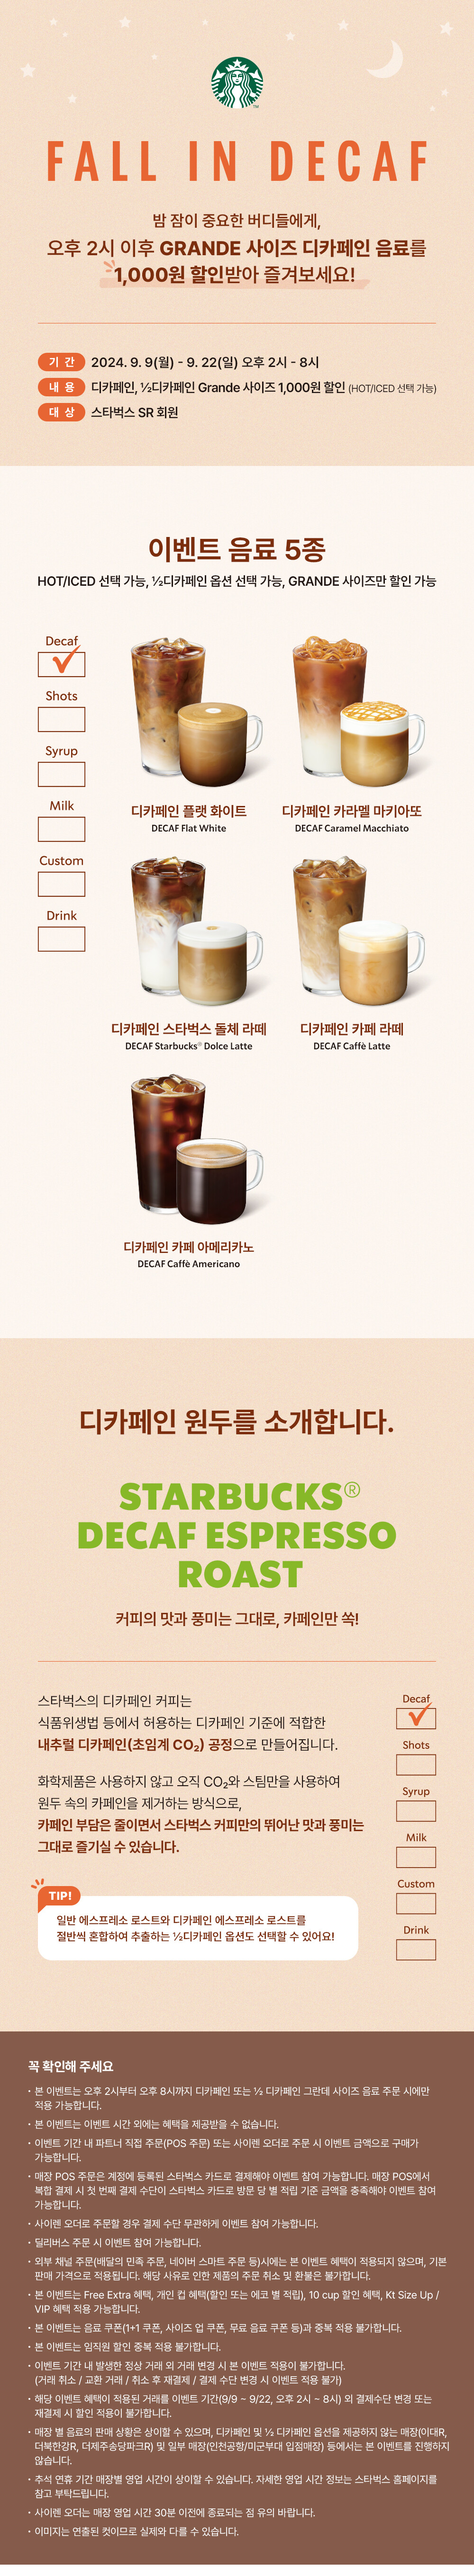 FALL IN DECAF
밤 잠이 중요한 버디들에게,
오후 2시 이후 GRANDE 사이즈 디카페인 음료를
1,000원 할인받아 즐겨보세요!
기 간 2024. 9. 9(월) - 9. 22(일) 오후 2시 - 8시
내 용 디카페인, ½디카페인 Grande 사이즈 1,000원 할인 (HOT/ICED 선택 가능)
대 상 스타벅스 SR 회원
이벤트 음료 5종
HOT/ICED 선택 가능, ½디카페인 옵션 선택 가능, GRANDE 사이즈만 할인 가능
Decaf
Shots
Syrup
Milk
Custom
Drink
디카페인 플랫 화이트
DECAF Flat White
디카페인 카라멜 마키아또
DECAF Caramel Macchiato
디카페인 스타벅스 돌체 라떼
DECAF Starbucks® Dolce Latte
디카페인 카페 라떼
DECAF Caffè Latte
디카페인 카페 아메리카노
DECAF Caffè Americano
디카페인 원두를 소개합니다.
STARBUCKS®
DECAF ESPRESSO
ROAST
커피의 맛과 풍미는 그대로, 카페인만 쏙!
스타벅스의 디카페인 커피는
식품위생법 등에서 허용하는 디카페인 기준에 적합한
내추럴 디카페인(초임계 CO₂) 공정으로 만들어집니다.
화학제품은 사용하지 않고 오직 CO₂와 스팀만을 사용하여
원두 속의 카페인을 제거하는 방식으로,
카페인 부담은 줄이면서 스타벅스 커피만의 뛰어난 맛과 풍미는
그대로 즐기실 수 있습니다.
Decaf
Shots
Syrup
Milk
Custom
Drink
TIP!
일반 에스프레소 로스트와 디카페인 에스프레소 로스트를
절반씩 혼합하여 추출하는 ½디카페인 옵션도 선택할 수 있어요!
꼭 확인해 주세요
• 본 이벤트는 오후 2시부터 오후 8시까지 디카페인 또는 ½ 디카페인 그란데 사이즈 음료 주문 시에만
적용 가능합니다.
• 본 이벤트는 이벤트 시간 외에는 혜택을 제공받을 수 없습니다.
• 이벤트 기간 내 파트너 직접 주문(POS 주문) 또는 사이렌 오더로 주문 시 이벤트 금액으로 구매가
가능합니다.
• 매장 POS 주문은 계정에 등록된 스타벅스 카드로 결제해야 이벤트 참여 가능합니다. 매장 POS에서
복합 결제 시 첫 번째 결제 수단이 스타벅스 카드로 방문 당 별 적립 기준 금액을 충족해야 이벤트 참여
가능합니다.
• 사이렌 오더로 주문할 경우 결제 수단 무관하게 이벤트 참여 가능합니다.
• 딜리버스 주문 시 이벤트 참여 가능합니다.
• 외부 채널 주문(배달의 민족 주문, 네이버 스마트 주문 등)시에는 본 이벤트 혜택이 적용되지 않으며, 기본
판매 가격으로 적용됩니다. 해당 사유로 인한 제품의 주문 취소 및 환불은 불가합니다.
• 본 이벤트는 Free Extra 혜택, 개인 컵 혜택(할인 또는 에코 별 적립), 10 cup 할인 혜택, Kt Size Up /
VIP 혜택 적용 가능합니다.
• 본 이벤트는 음료 쿠폰(1+1 쿠폰, 사이즈 업 쿠폰, 무료 음료 쿠폰 등)과 중복 적용 불가합니다.
• 본 이벤트는 임직원 할인 중복 적용 불가합니다.
• 이벤트 기간 내 발생한 정상 거래 외 거래 변경 시 본 이벤트 적용이 불가합니다.
(거래 취소 / 교환 거래 / 취소 후 재결제 / 결제 수단 변경 시 이벤트 적용 불가)
• 해당 이벤트 혜택이 적용된 거래를 이벤트 기간(9/9 ~ 9/22, 오후 2시 ~ 8시) 외 결제수단 변경 또는
재결제 시 할인 적용이 불가합니다.
• 매장 별 음료의 판매 상황은 상이할 수 있으며, 디카페인 및 ½ 디카페인 옵션을 제공하지 않는 매장(이대R,
더북한강R, 더제주송당파크R) 및 일부 매장(인천공항/미군부대 입점매장) 등에서는 본 이벤트를 진행하지
않습니다.
• 추석 연휴 기간 매장별 영업 시간이 상이할 수 있습니다. 자세한 영업 시간 정보는 스타벅스 홈페이지를
참고 부탁드립니다.
• 사이렌 오더는 매장 영업 시간 30분 이전에 종료되는 점 유의 바랍니다.
• 이미지는 연출된 컷이므로 실제와 다를 수 있습니다.